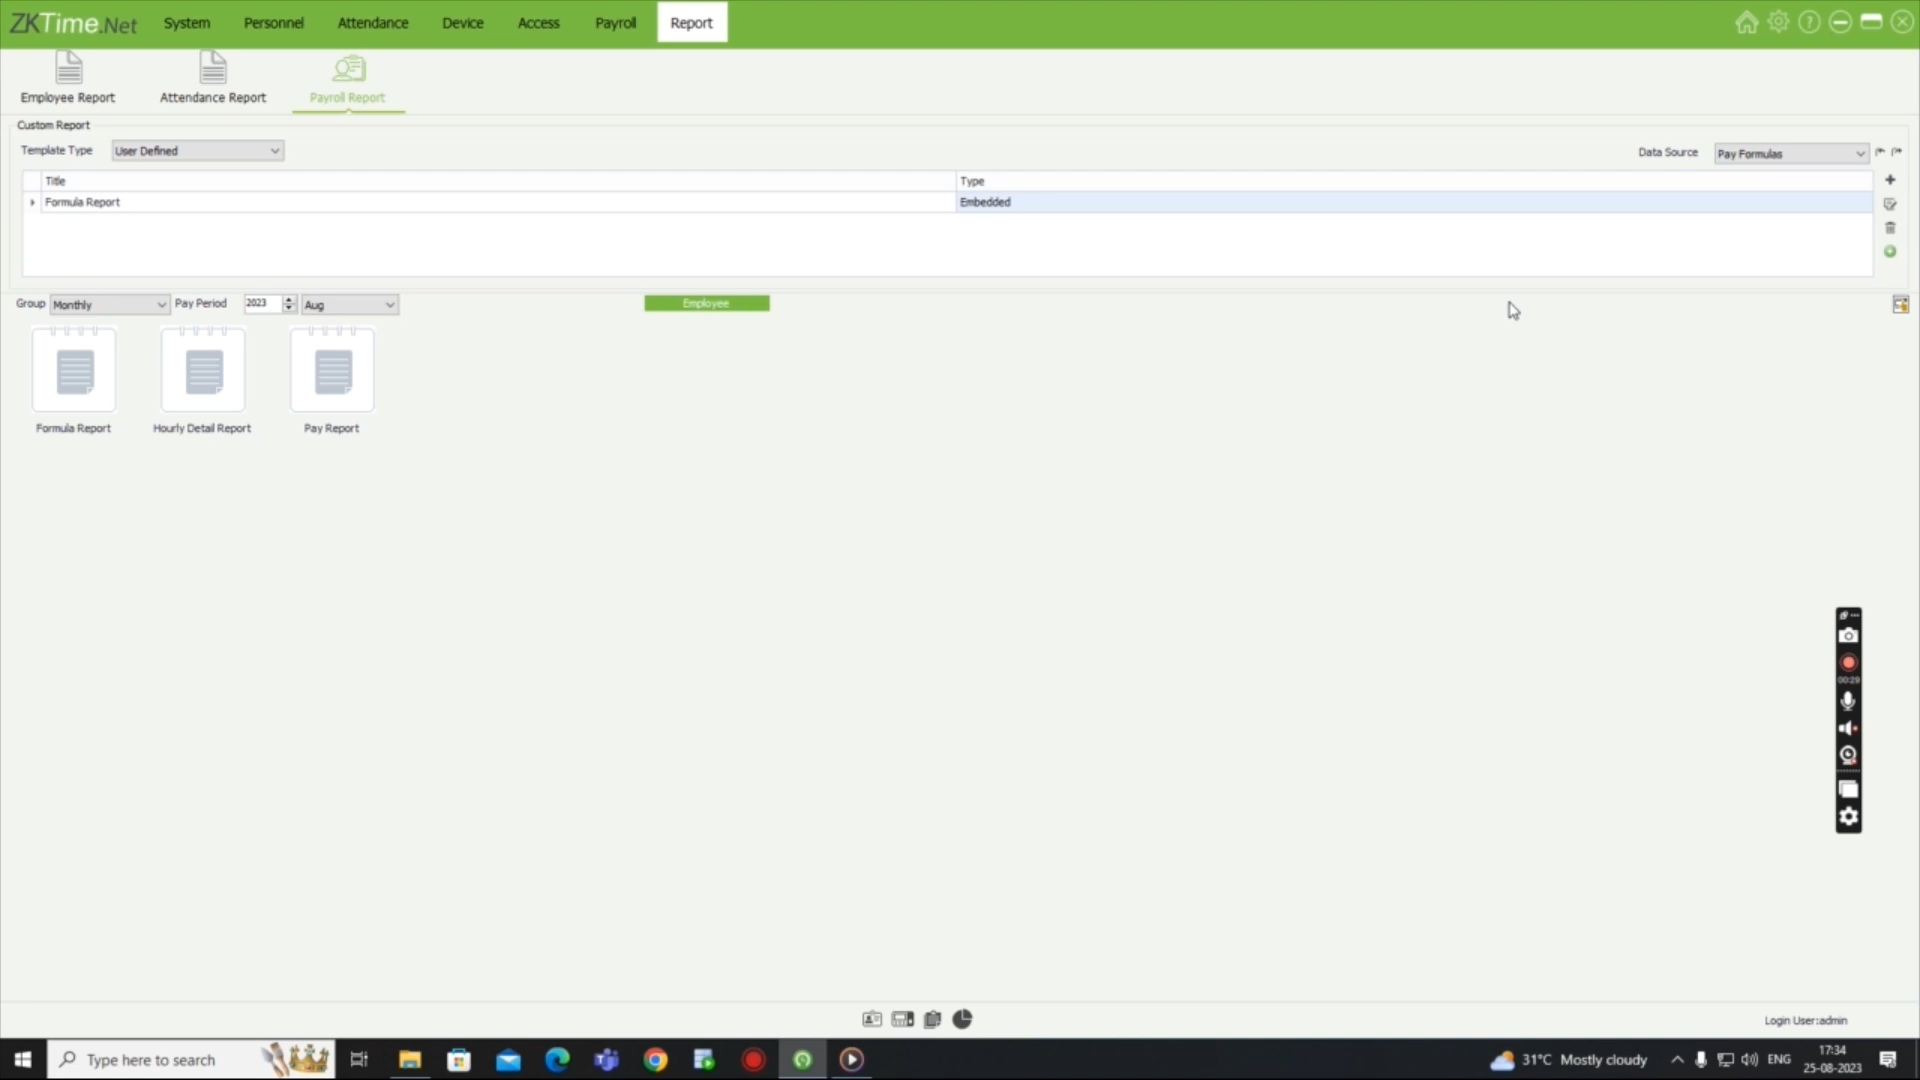 ZKTime.Net System Personnel Attendance Device Access Payroll Report
Employee Report Attendance Report Payroll Report
Custom Report
Template Type User Defined Data Source Pay Formulas
Title Type
Formula Report Embedded
Group Monthly Pay Period 2023 Aug Employee
Formula Report Hourly Detail Report Pay Report
00:29
Login User:admin
Type here to search 31°C Mostly cloudy ENG 17:34
25-08-2023